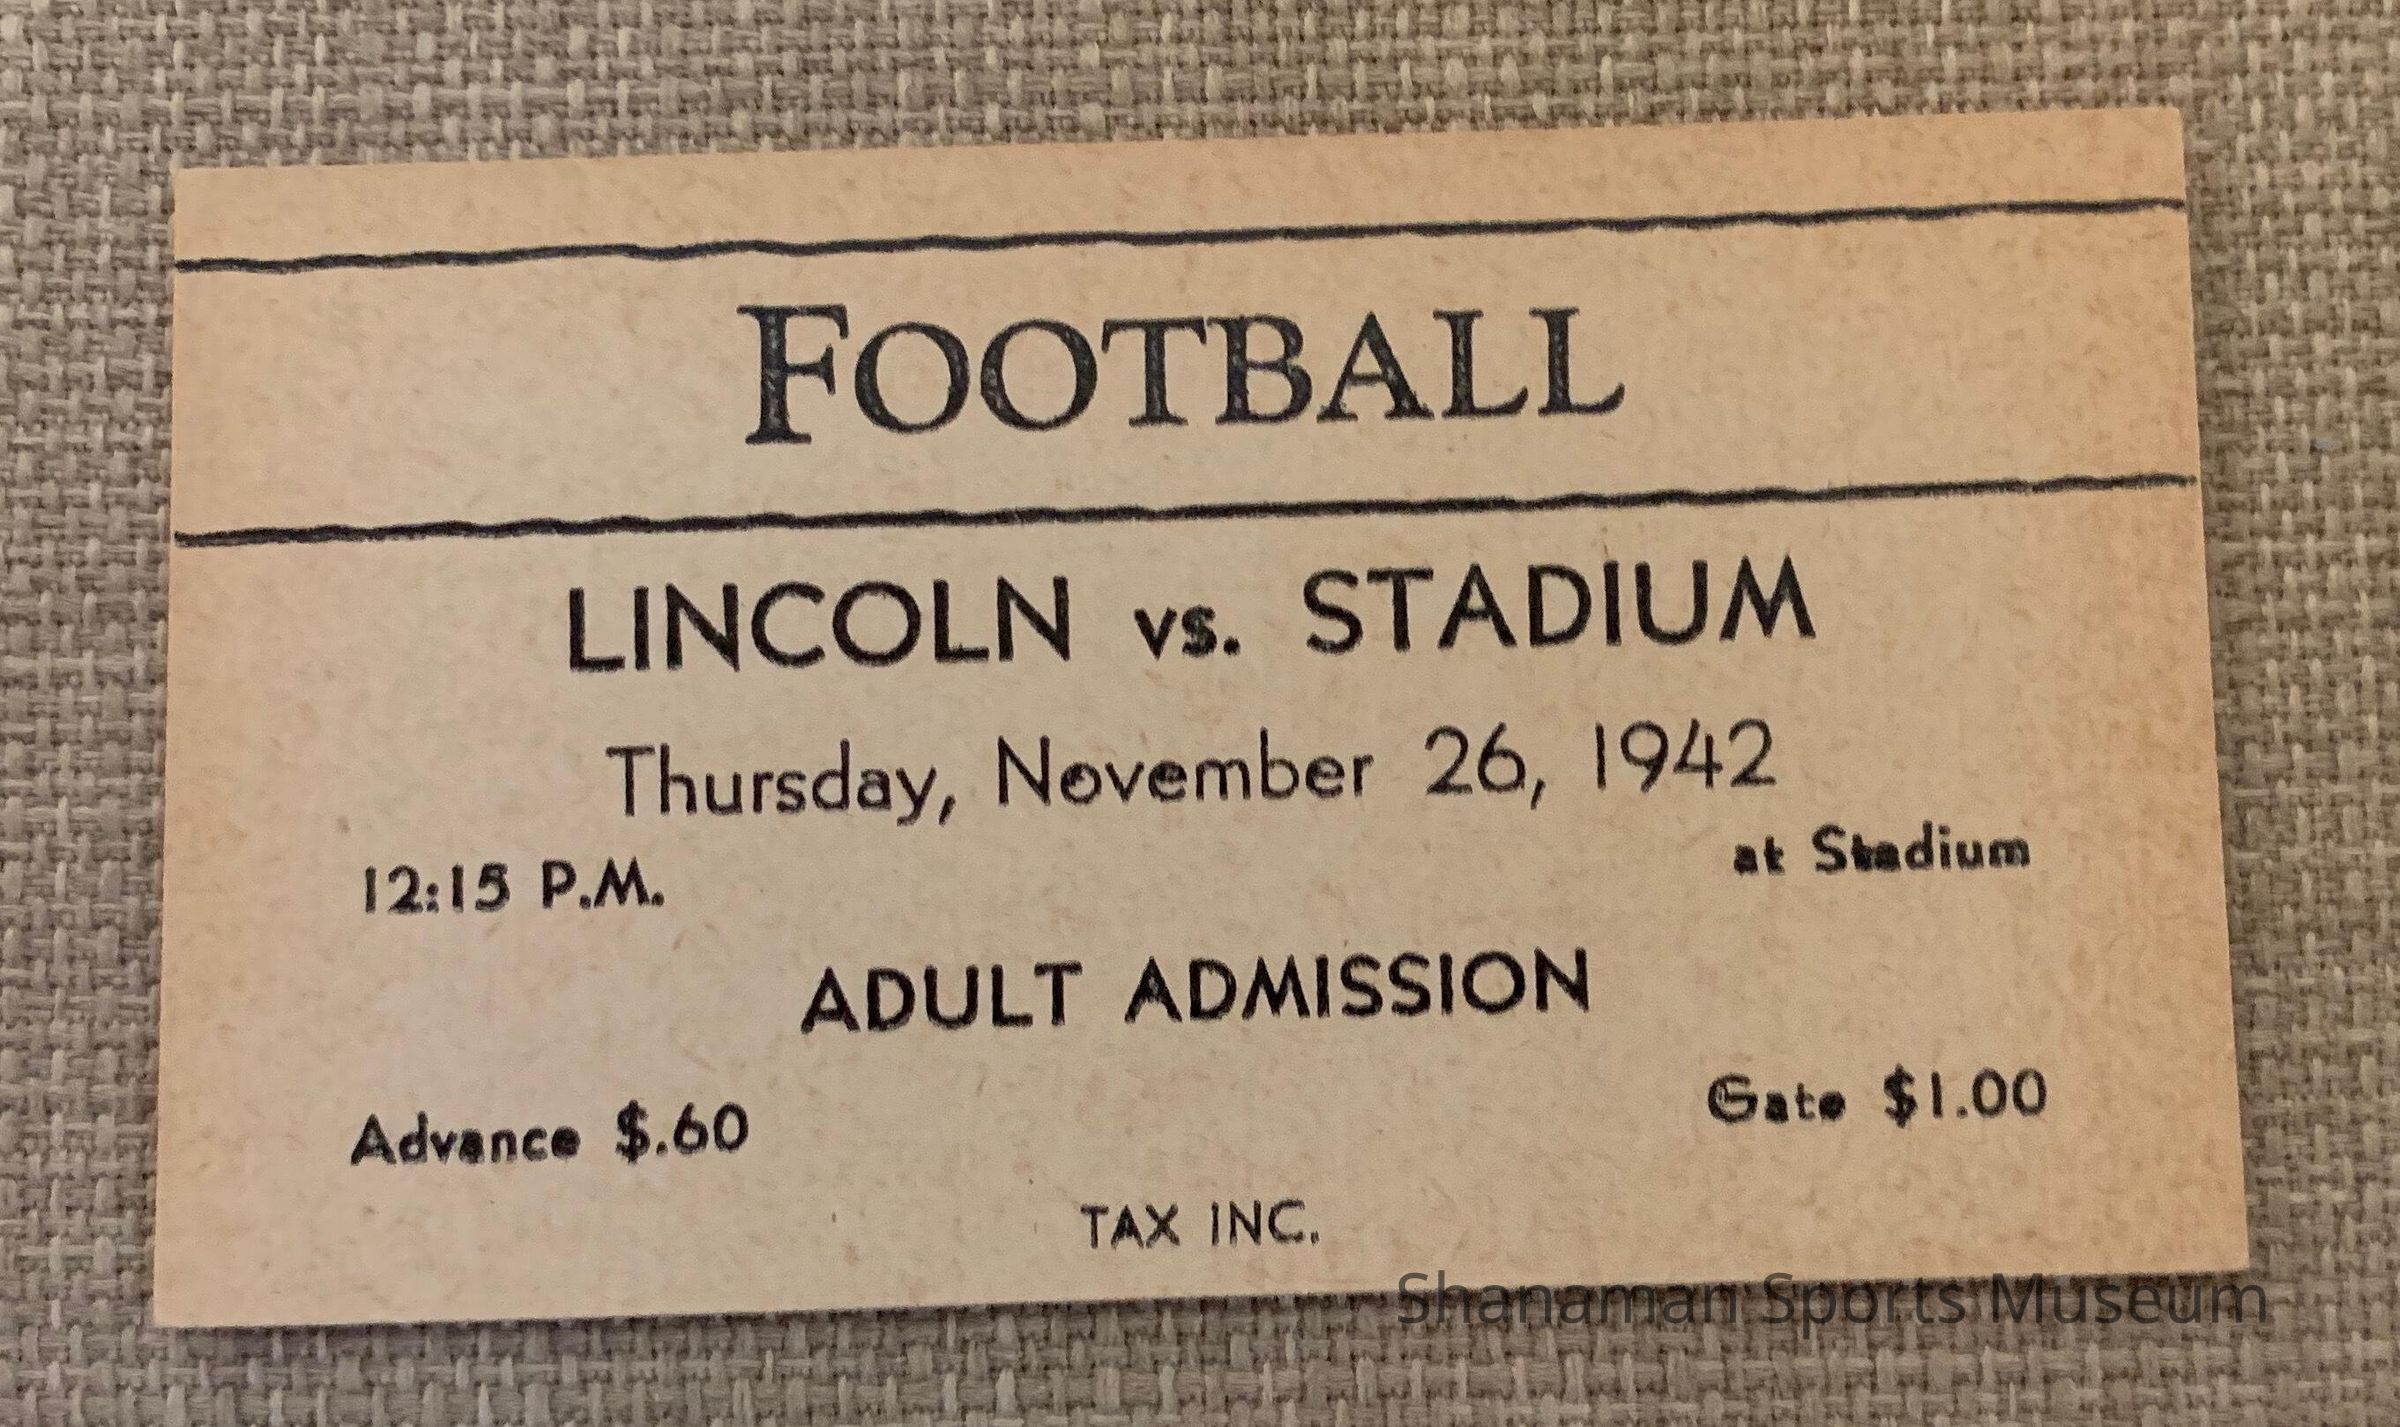 FOOTBALL
LINCOLN vs. STADIUM
Thursday, November 26, 1942
12:15 P.M. at Stadium
ADULT ADMISSION
Advance $.60 Gate $1.00
TAX INC.
Shanaman Sports Museum